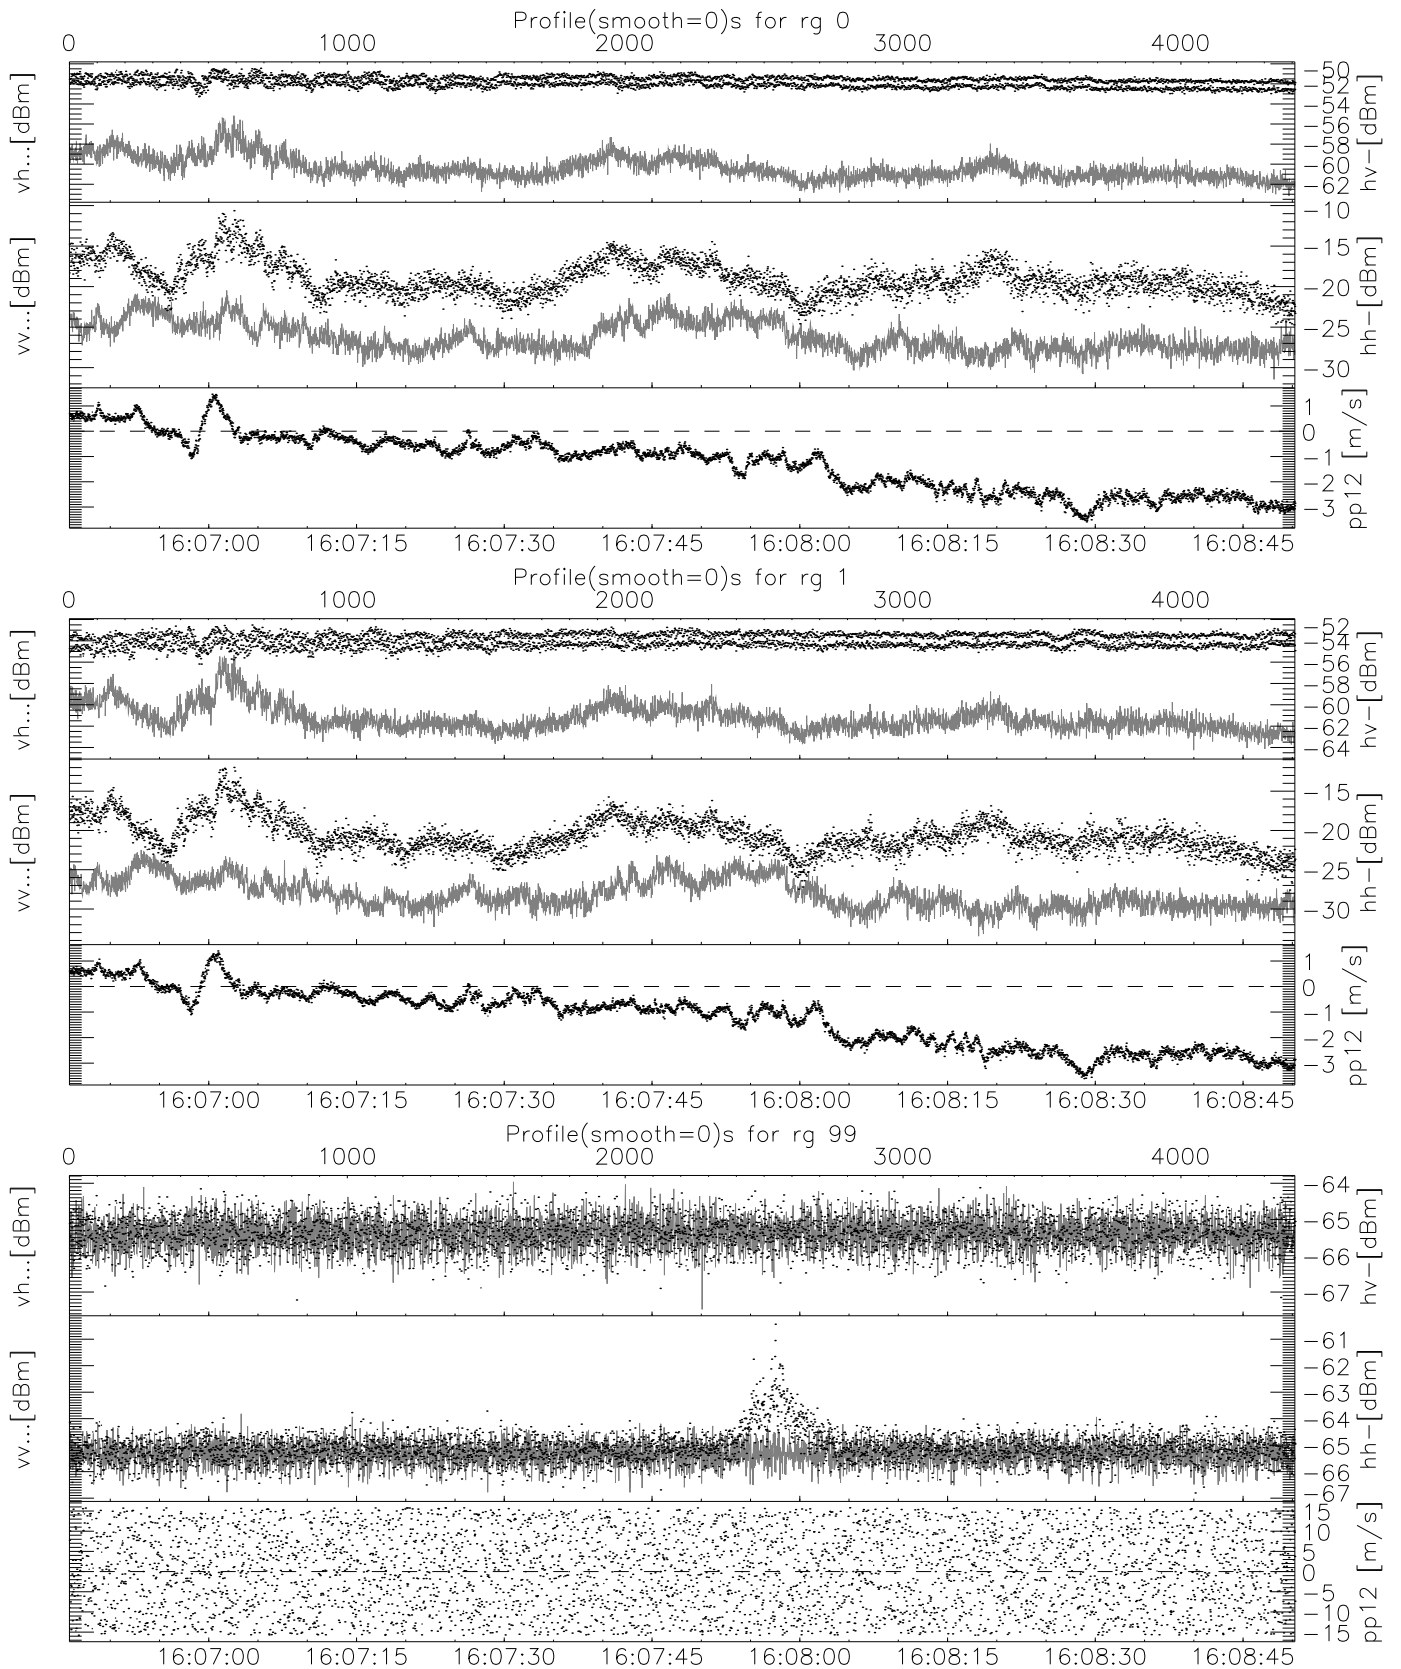 Profile(smooth=0)s for rg 0
0 1000 2000 3000 4000
vh...[dBm]
-50
-52
-54
-56
-58
-60
-62
hv-[dBm]
vv...[dBm]
-10
-15
-20
-25
-30
hh-[dBm]
1
0
-1
-2
-3
pp12 [m/s]
16:07:00 16:07:15 16:07:30 16:07:45 16:08:00 16:08:15 16:08:30 16:08:45
Profile(smooth=0)s for rg 1
0 1000 2000 3000 4000
vh...[dBm]
-52
-54
-56
-58
-60
-62
-64
hv-[dBm]
vv...[dBm]
-15
-20
-25
-30
hh-[dBm]
1
0
-1
-2
-3
pp12 [m/s]
16:07:00 16:07:15 16:07:30 16:07:45 16:08:00 16:08:15 16:08:30 16:08:45
Profile(smooth=0)s for rg 99
0 1000 2000 3000 4000
vh...[dBm]
-64
-65
-66
-67
hv-[dBm]
vv...[dBm]
-61
-62
-63
-64
-65
-66
-67
hh-[dBm]
15
10
5
0
-5
-10
-15
pp12 [m/s]
16:07:00 16:07:15 16:07:30 16:07:45 16:08:00 16:08:15 16:08:30 16:08:45